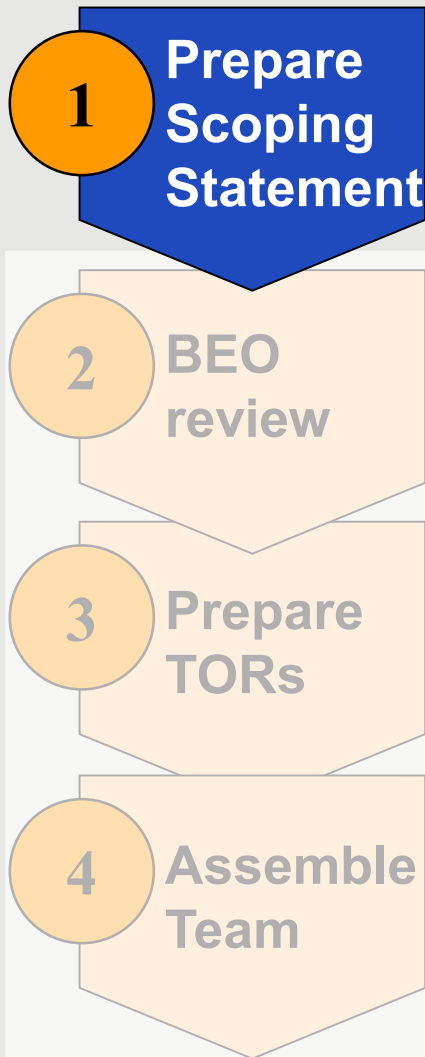 1
Prepare
Scoping
Statement
2
BEO
review
3
Prepare
TORs
4
Assemble
Team